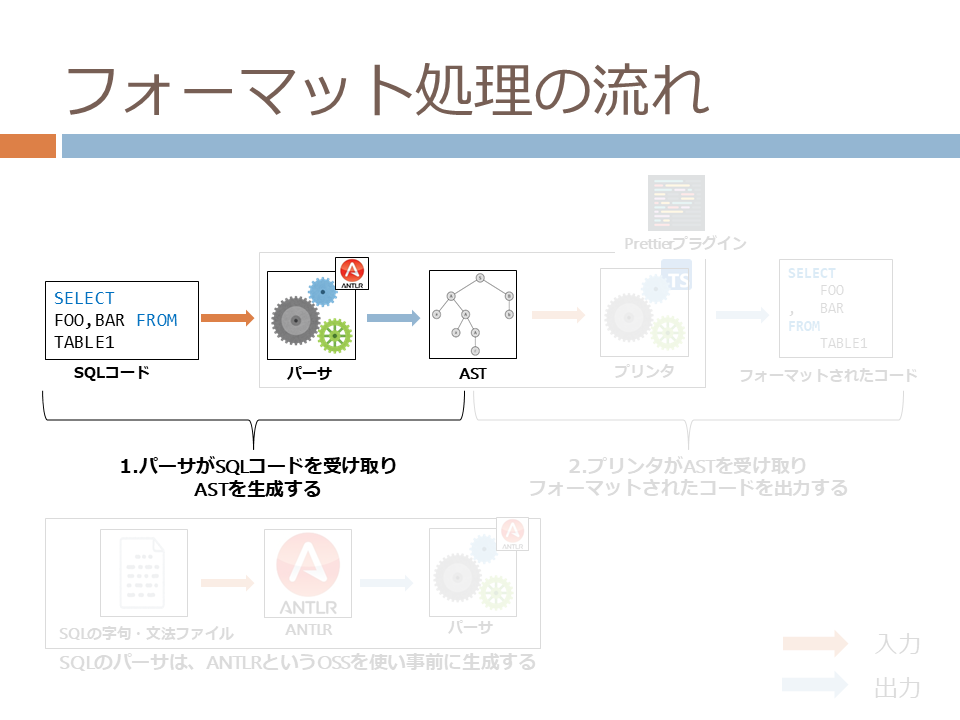 フォーマット処理の流れ
Prettierプラグイン
SELECT
FOO,BAR FROM
TABLE1
SQLコード
ANTLR
パーサ
AST
TS
プリンタ
SELECT
FOO
, BAR
FROM
TABLE1
フォーマットされたコード
1.パーサがSQLコードを受け取り
ASTを生成する
2.プリンタがASTを受け取り
フォーマットされたコードを出力する
SQLの字句・文法ファイル
ANTLR
ANTLR
ANTLR
パーサ
SQLのパーサは、ANTLRというOSSを使い事前に生成する
入力
出力